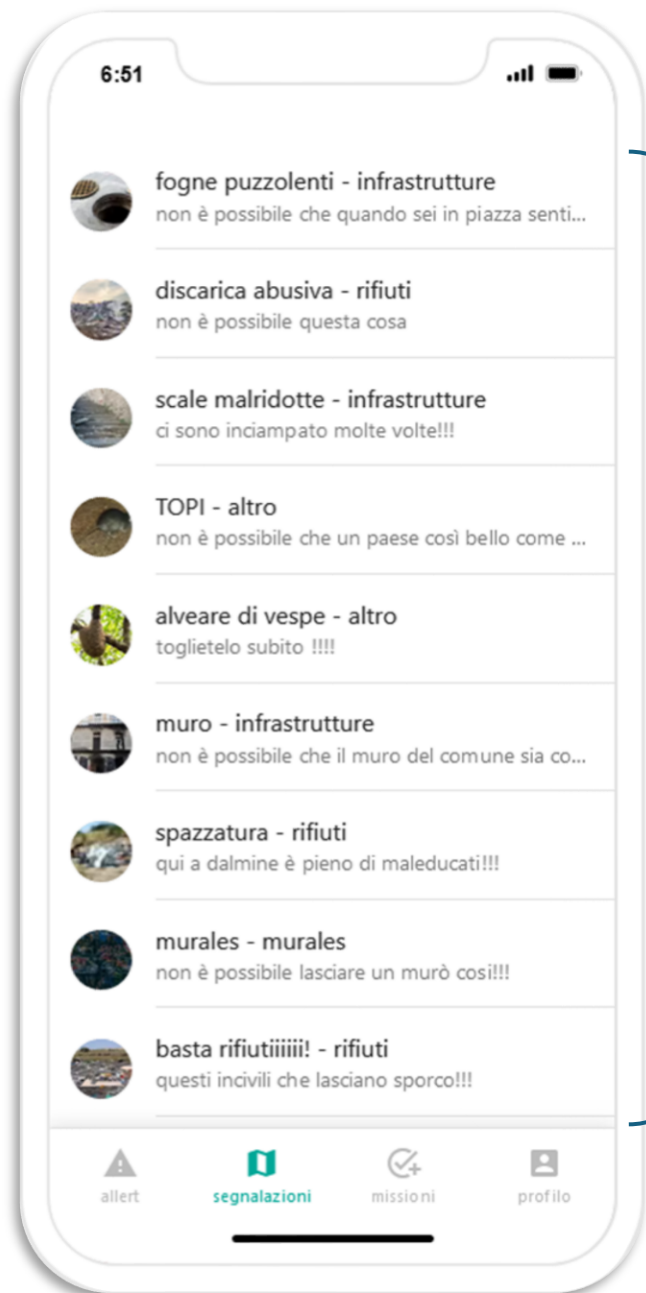 6:51
fogne puzzolenti - infrastrutture
non è possibile che quando sei in piazza senti...
discarica abusiva - rifiuti
non è possibile questa cosa
scale malridotte - infrastrutture
ci sono inciampato molte volte!!!
TOPI - altro
non è possibile che un paese così bello come ...
alveare di vespe - altro
toglietelo subito !!!!
muro - infrastrutture
non è possibile che il muro del comune sia co...
spazzatura - rifiuti
qui a dalmine è pieno di maleducati!!!
murales - murales
non è possibile lasciare un murò cosi!!!
basta rifiutiiiiii! - rifiuti
questi incivili che lasciano sporco!!!
allert segnalazioni missioni profilo